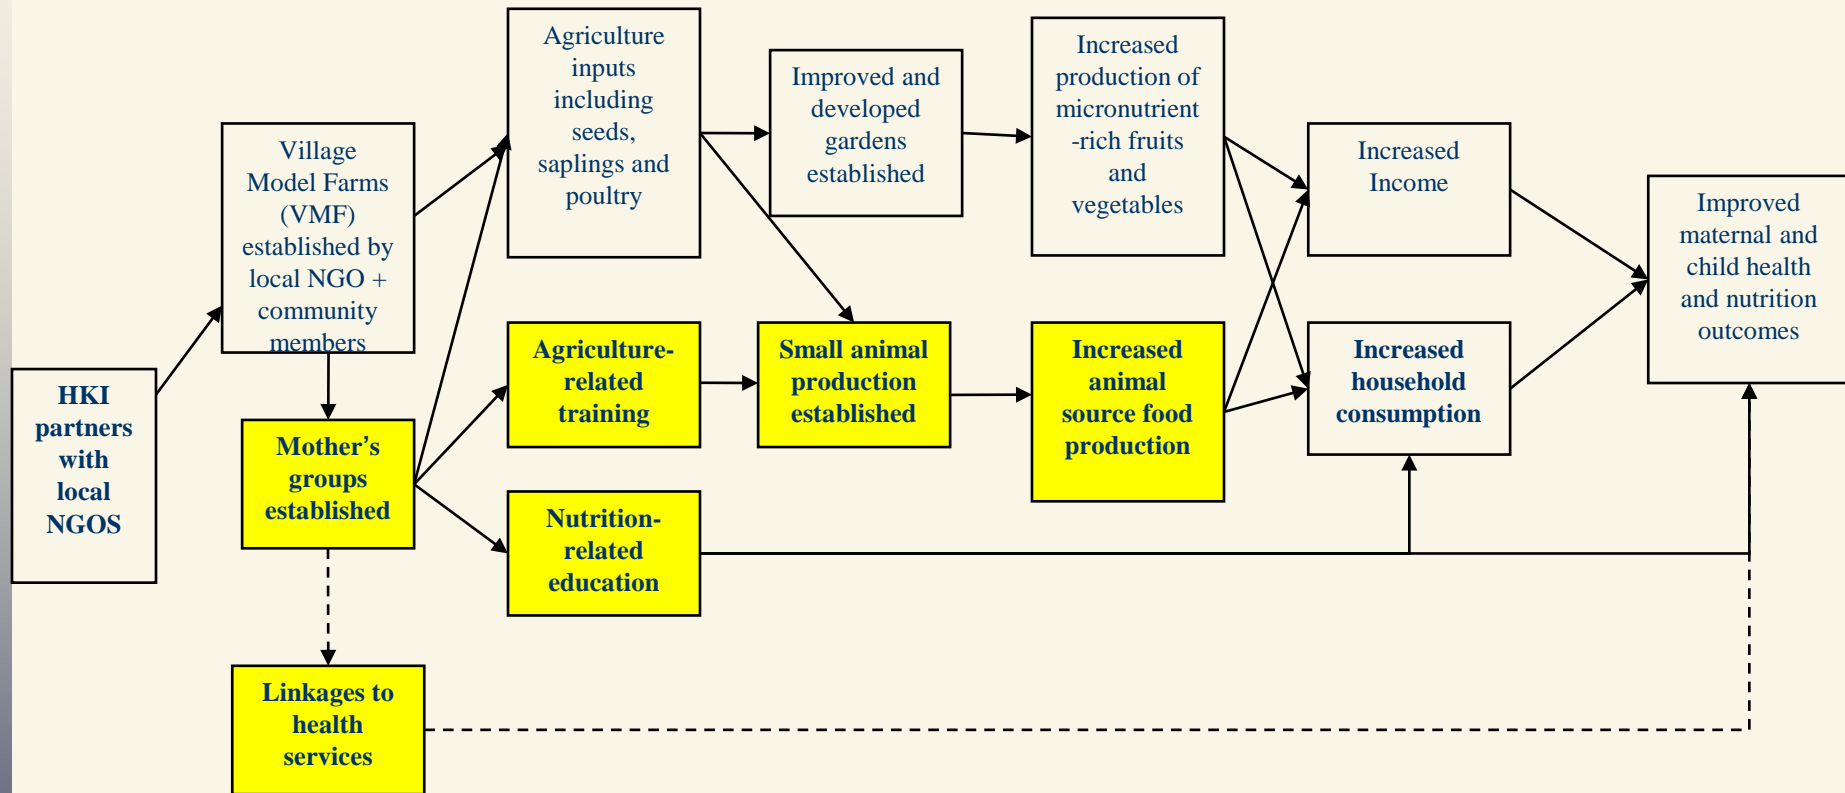 HKI
partners
with
local
NGOS
Village
Model Farms
(VMF)
established by
local NGO +
community
members
Mother’s
groups
established
Linkages to
health
services
Agriculture
inputs
including
seeds,
saplings and
poultry
Agriculture-
related
training
Nutrition-
related
education
Improved and
developed
gardens
established
Small animal
production
established
Increased
production of
micronutrient
-rich fruits
and
vegetables
Increased
animal
source food
production
Increased
Income
Increased
household
consumption
Improved
maternal and
child health
and nutrition
outcomes